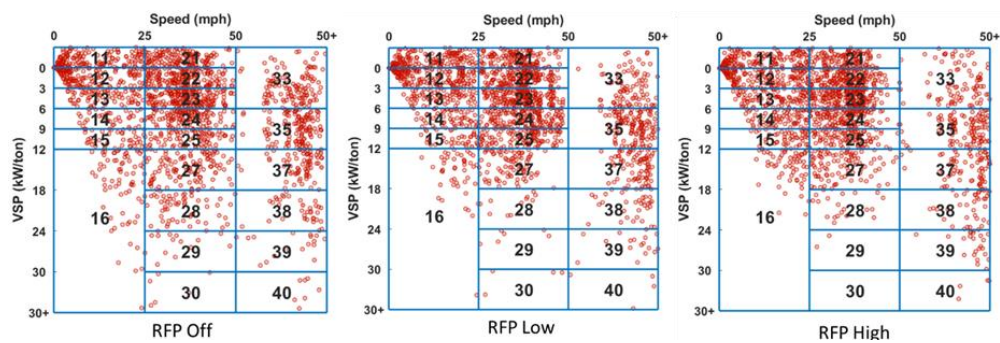 Speed (mph)
0 25 50 50+
VSP (kW/ton)
0
3
6
9
12
18
24
30
30+
11 21
12 22 33
13 23
14 24 35
15 25
27 37
16 28 38
29 39
30 40
RFP Off
Speed (mph)
0 25 50 50+
VSP (kW/ton)
0
3
6
9
12
18
24
30
30+
11 21
12 22 33
13 23
14 24 35
15 25
27 37
16 28 38
29 39
30 40
RFP Low
Speed (mph)
0 25 50 50+
VSP (kW/ton)
0
3
6
9
12
18
24
30
30+
11 21
12 22 33
13 23
14 24 35
15 25
27 37
16 28 38
29 39
30 40
RFP High